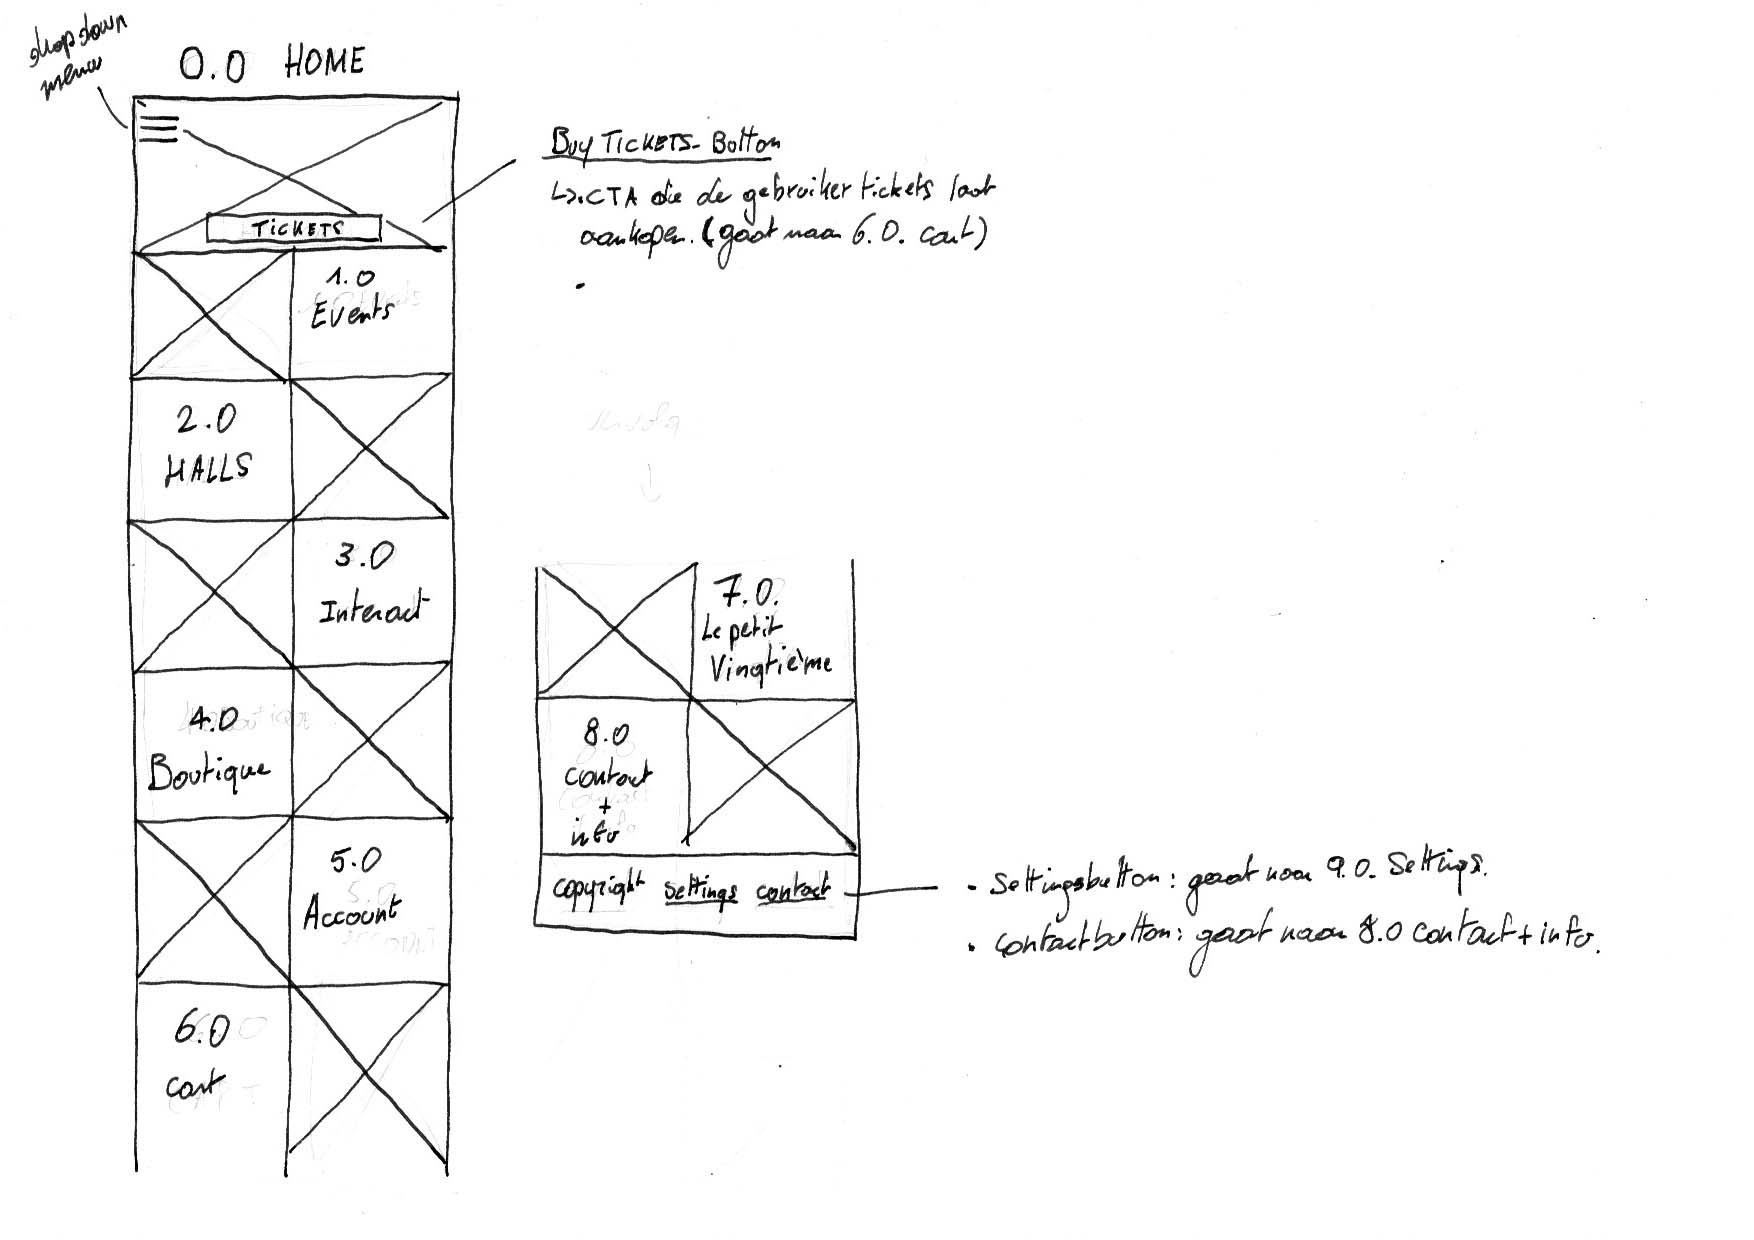 dropdown
menu
0.0 HOME
TICKETS
Buy TICKETS-Botton
↳.CTA die de gebruiker tickets laat
aankopen. (gaat naar 6.0. cart)
1.0
Events
2.0
HALLS
3.0
Interact
4.0
Boutique
5.0
Account
6.0
cart
7.0.
Le petit
Vingtième
8.0
contact
+
info
copyright settings contact
• Settingsbutton: gaat naar 9.0. Settings.
• contactbutton: gaat naar 8.0 contact+info.